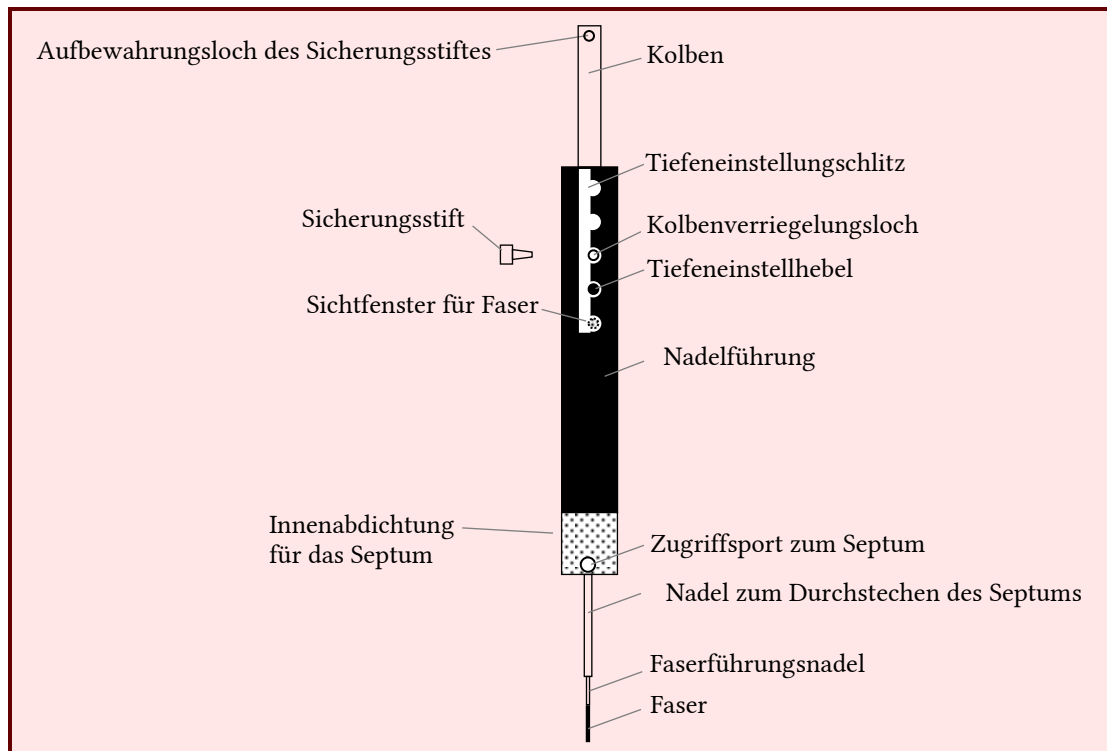 Aufbewahrungsloch des Sicherungsstiftes
Kolben
Tiefeneinstellungschlitz
Sicherungsstift
Kolbenverriegelungsloch
Tiefeneinstellhebel
Sichtfenster für Faser
Nadelführung
Innenabdichtung
für das Septum
Zugriffsport zum Septum
Nadel zum Durchstechen des Septums
Faserführungsnadel
Faser